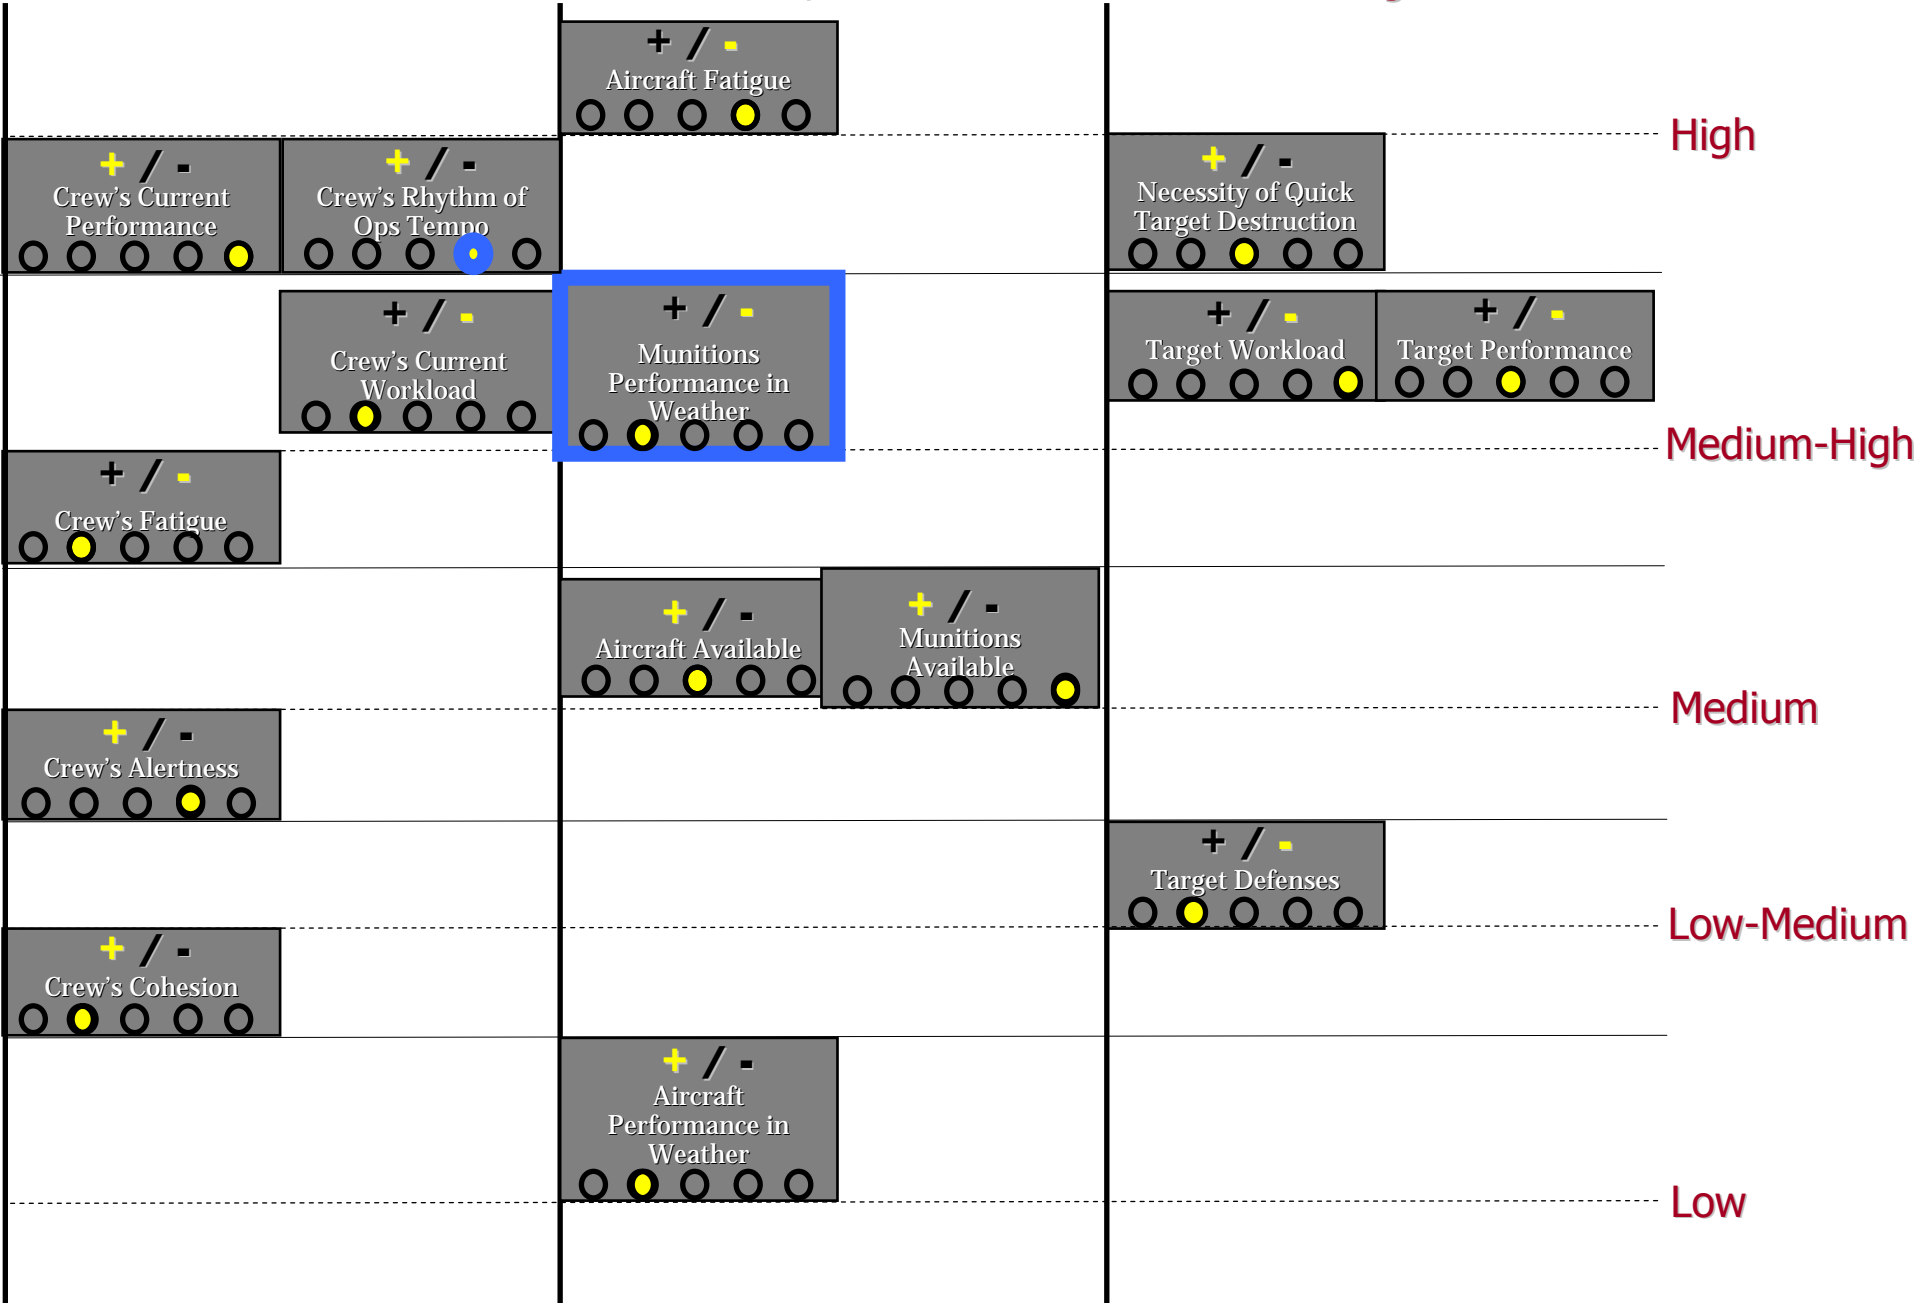 + / -
Aircraft Fatigue
High
+ / -
Crew's Current
Performance
+ / -
Crew's Rhythm of
Ops Tempo
+ / -
Necessity of Quick
Target Destruction
+ / -
Crew's Current
Workload
+ / -
Munitions
Performance in
Weather
+ / -
Target Workload
+ / -
Target Performance
Medium-High
+ / -
Crew's Fatigue
+ / -
Aircraft Available
+ / -
Munitions
Available
Medium
+ / -
Crew's Alertness
+ / -
Target Defenses
Low-Medium
+ / -
Crew's Cohesion
+ / -
Aircraft
Performance in
Weather
Low